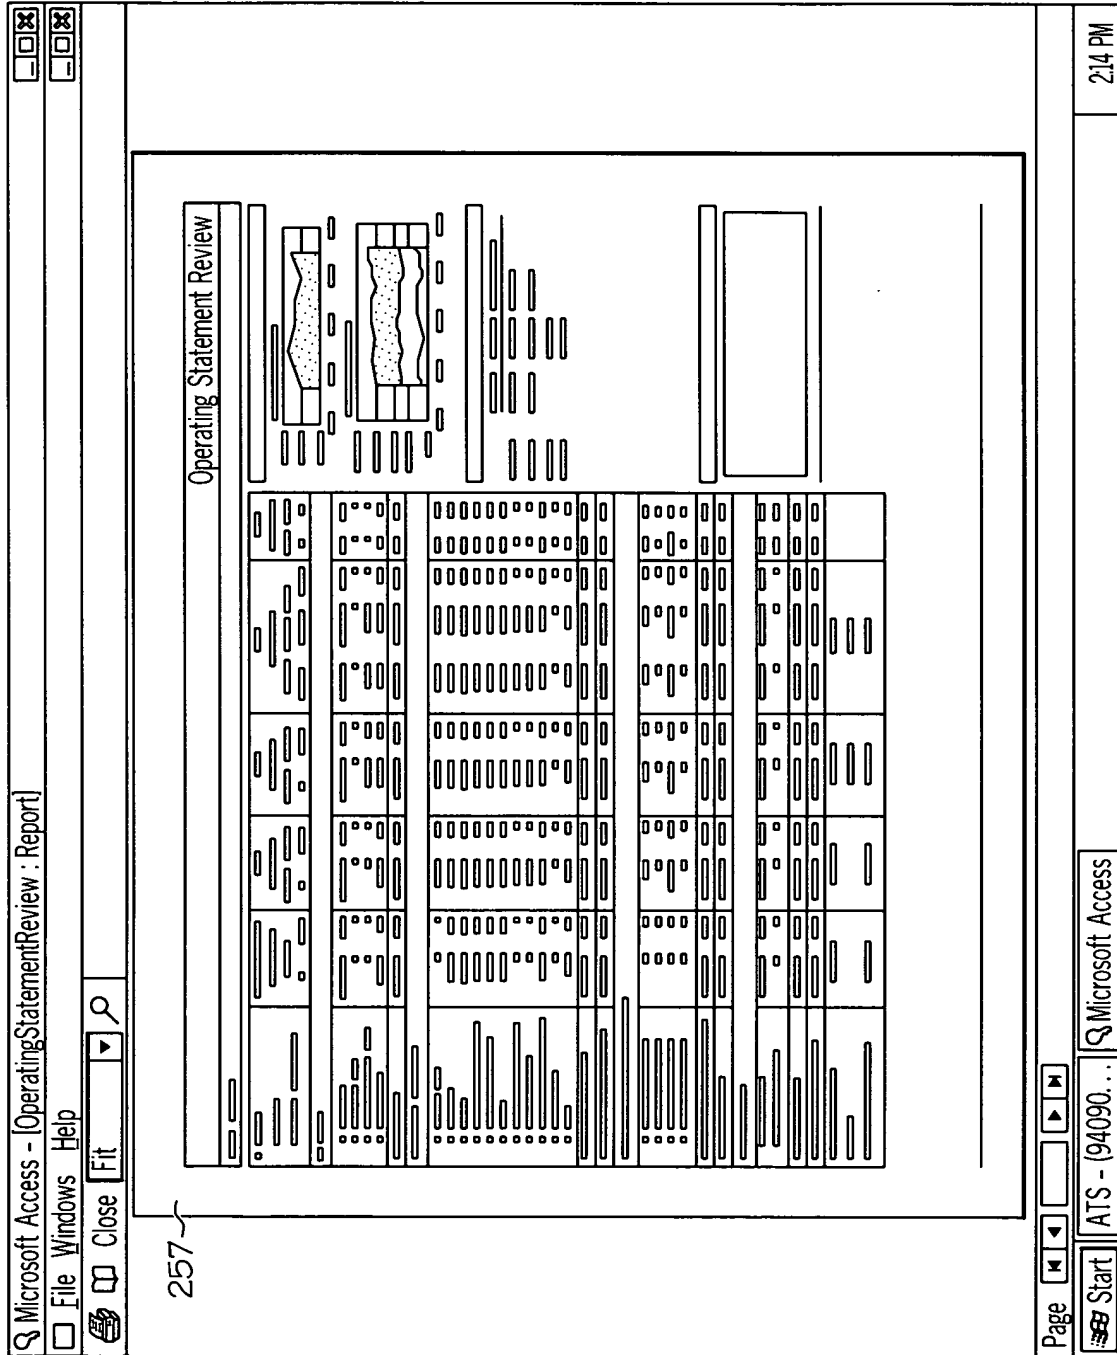 Microsoft Access - [OperatingStatementReview : Report]
File Windows Help
Close Fit
257
Operating Statement Review
Page
Start ATS - (94090... Microsoft Access 2:14 PM